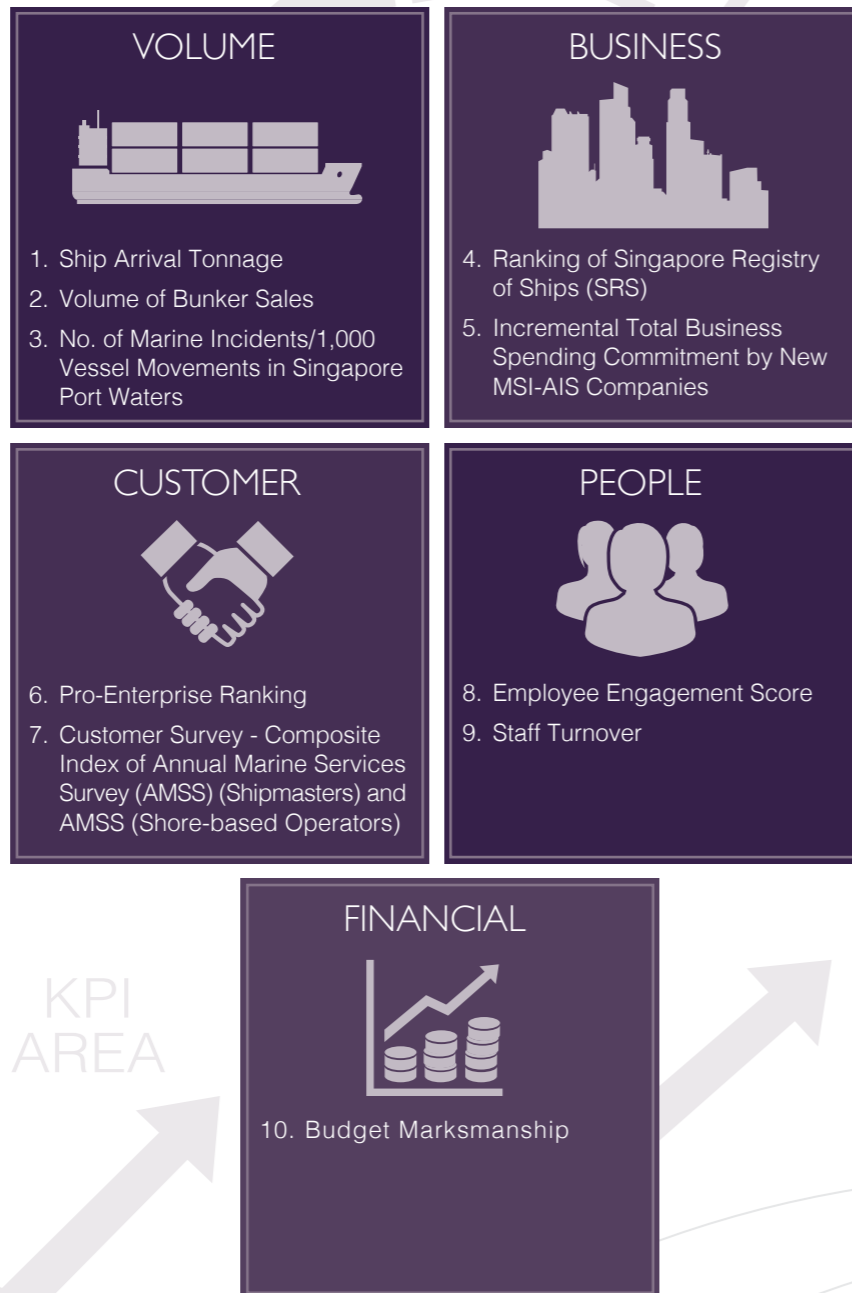 VOLUME
1. Ship Arrival Tonnage
2. Volume of Bunker Sales
3. No. of Marine Incidents/1,000
Vessel Movements in Singapore
Port Waters
BUSINESS
4. Ranking of Singapore Registry
of Ships (SRS)
5. Incremental Total Business
Spending Commitment by New
MSI-AIS Companies
CUSTOMER
6. Pro-Enterprise Ranking
7. Customer Survey - Composite
Index of Annual Marine Services
Survey (AMSS) (Shipmasters) and
AMSS (Shore-based Operators)
PEOPLE
8. Employee Engagement Score
9. Staff Turnover
KPI
AREA
FINANCIAL
10. Budget Marksmanship